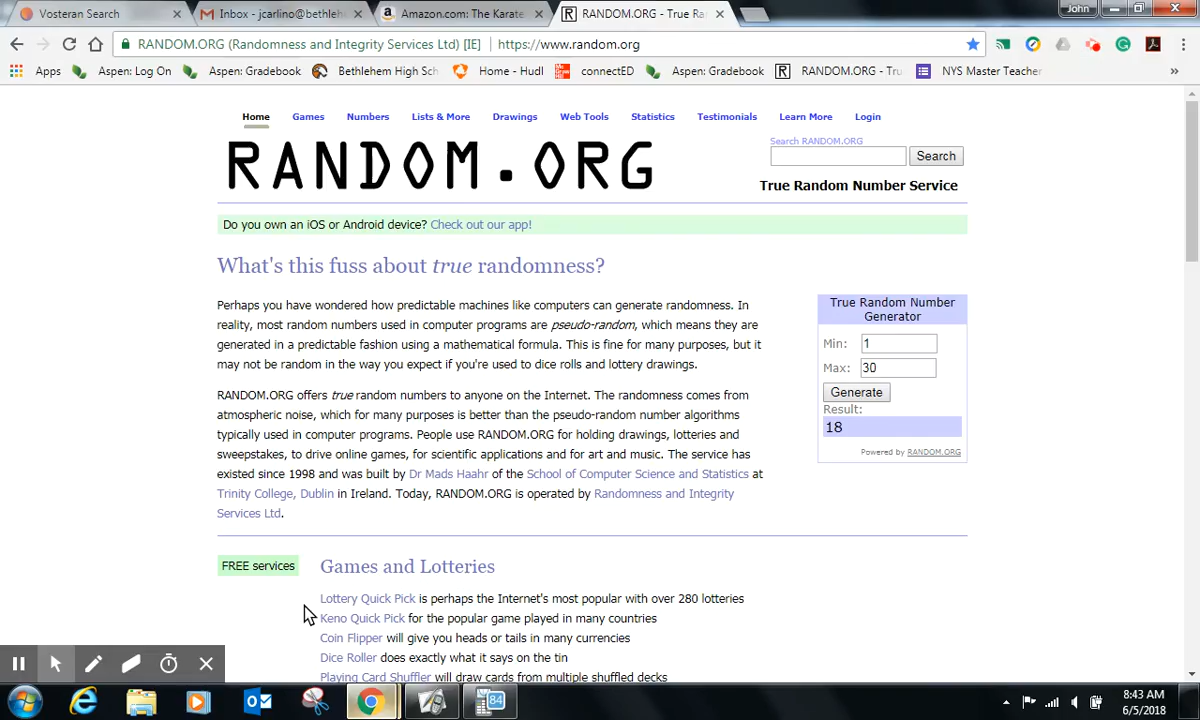 Vosteran Search
Inbox - jcarlino@bethlehe
Amazon.com: The Karate
RANDOM.ORG - True Ra
John
RANDOM.ORG (Randomness and Integrity Services Ltd) [IE]
https://www.random.org
Apps
Aspen: Log On
Aspen: Gradebook
Bethlehem High Sch
Home - Hudl
connectED
Aspen: Gradebook
RANDOM.ORG - Tru
NYS Master Teacher
Home
Games
Numbers
Lists & More
Drawings
Web Tools
Statistics
Testimonials
Learn More
Login
RANDOM.ORG
Search RANDOM.ORG
Search
True Random Number Service
Do you own an iOS or Android device? Check out our app!
What's this fuss about true randomness?
Perhaps you have wondered how predictable machines like computers can generate randomness. In
reality, most random numbers used in computer programs are pseudo-random, which means they are
generated in a predictable fashion using a mathematical formula. This is fine for many purposes, but it
may not be random in the way you expect if you're used to dice rolls and lottery drawings.
RANDOM.ORG offers true random numbers to anyone on the Internet. The randomness comes from
atmospheric noise, which for many purposes is better than the pseudo-random number algorithms
typically used in computer programs. People use RANDOM.ORG for holding drawings, lotteries and
sweepstakes, to drive online games, for scientific applications and for art and music. The service has
existed since 1998 and was built by Dr Mads Haahr of the School of Computer Science and Statistics at
Trinity College, Dublin in Ireland. Today, RANDOM.ORG is operated by Randomness and Integrity
Services Ltd.
True Random Number
Generator
Min: 1
Max: 30
Generate
Result:
18
Powered by RANDOM.ORG
FREE services
Games and Lotteries
Lottery Quick Pick is perhaps the Internet's most popular with over 280 lotteries
Keno Quick Pick for the popular game played in many countries
Coin Flipper will give you heads or tails in many currencies
Dice Roller does exactly what it says on the tin
Playing Card Shuffler will draw cards from multiple shuffled decks
84
8:43 AM
6/5/2018